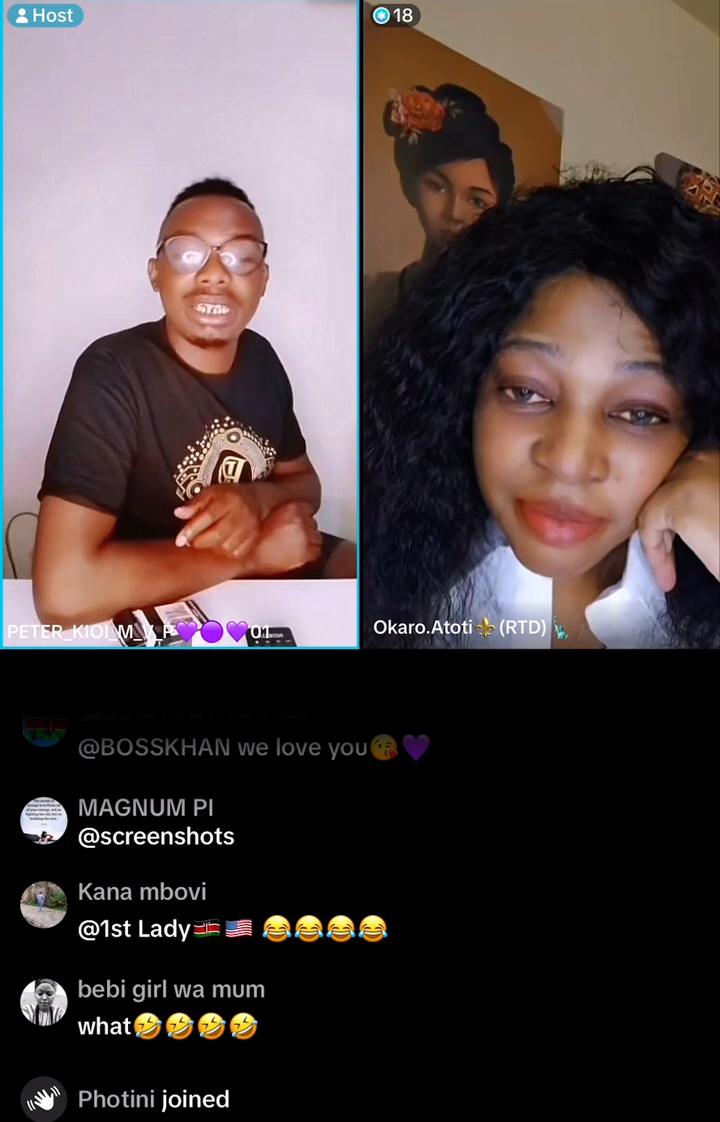 Host
18
PETER_KIOI_M_V_P💜🟣💜01
Okaro.Atoti⚜️(RTD)🗽
@BOSSKHAN we love you😘💜
MAGNUM PI
@screenshots
Kana mbovi
@1st Lady🇰🇪🇺🇸 😂😂😂😂
bebi girl wa mum
what🤣🤣🤣🤣
Photini joined